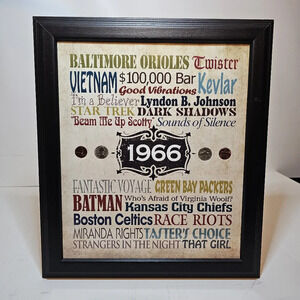 BALTIMORE ORIOLES Twister
VIETNAM $100,000 Bar Kevlar
Good Vibrations
I'm a Believer Lyndon B. Johnson
STAR TREK DARK SHADOWS
"Beam Me Up Scotty" Sounds of Silence
1966
FANTASTIC VOYAGE GREEN BAY PACKERS
BATMAN Who's Afraid of Virginia Woolf?
Kansas City Chiefs
Boston Celtics RACE RIOTS
MIRANDA RIGHTS TASTER'S CHOICE
STRANGERS IN THE NIGHT THAT GIRL